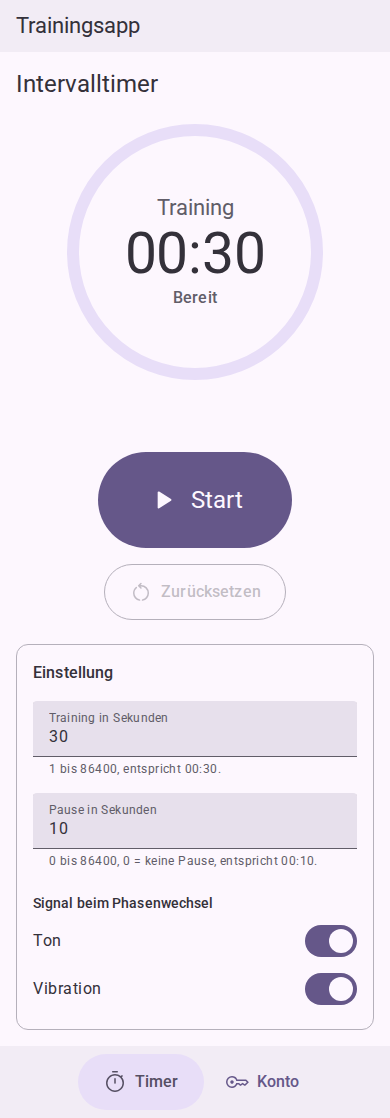 Trainingsapp
Intervalltimer
Training
00:30
Bereit
Start
Zurücksetzen
Einstellung
Training in Sekunden
30
1 bis 86400, entspricht 00:30.
Pause in Sekunden
10
0 bis 86400, 0 = keine Pause, entspricht 00:10.
Signal beim Phasenwechsel
Ton
Vibration
Timer
Konto